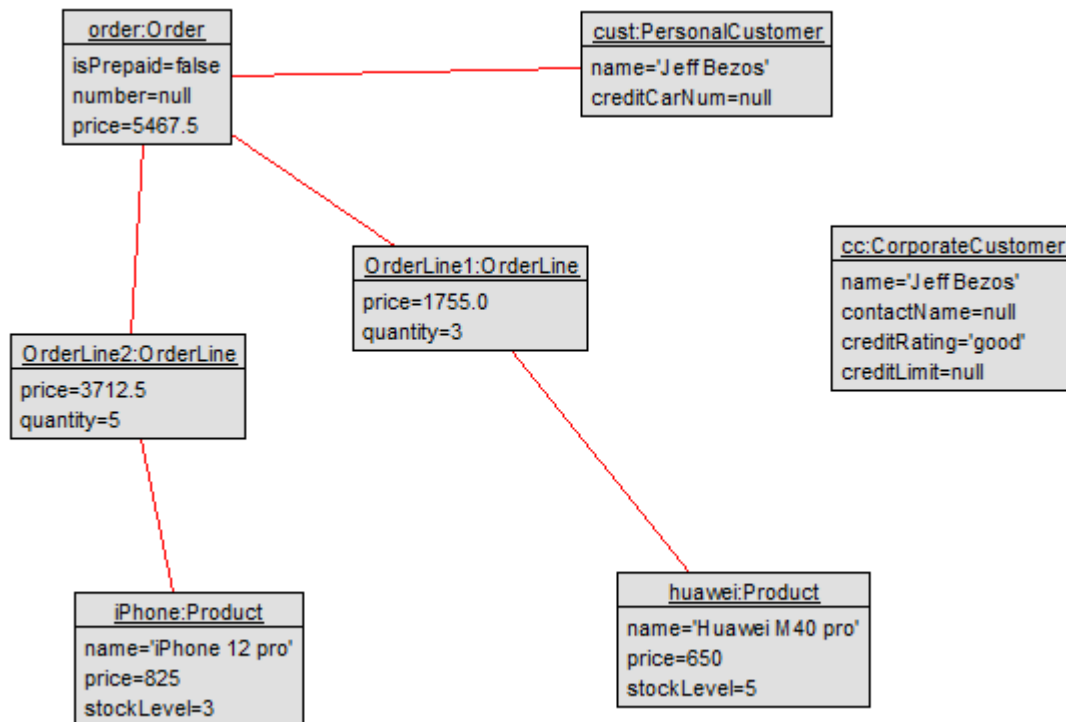 order:Order
isPrepaid=false
number=null
price=5467.5
cust:PersonalCustomer
name='Jeff Bezos'
creditCarNum=null
OrderLine1:OrderLine
price=1755.0
quantity=3
cc:CorporateCustomer
name='Jeff Bezos'
contactName=null
creditRating='good'
creditLimit=null
OrderLine2:OrderLine
price=3712.5
quantity=5
iPhone:Product
name='iPhone 12 pro'
price=825
stockLevel=3
huawei:Product
name='Huawei M40 pro'
price=650
stockLevel=5